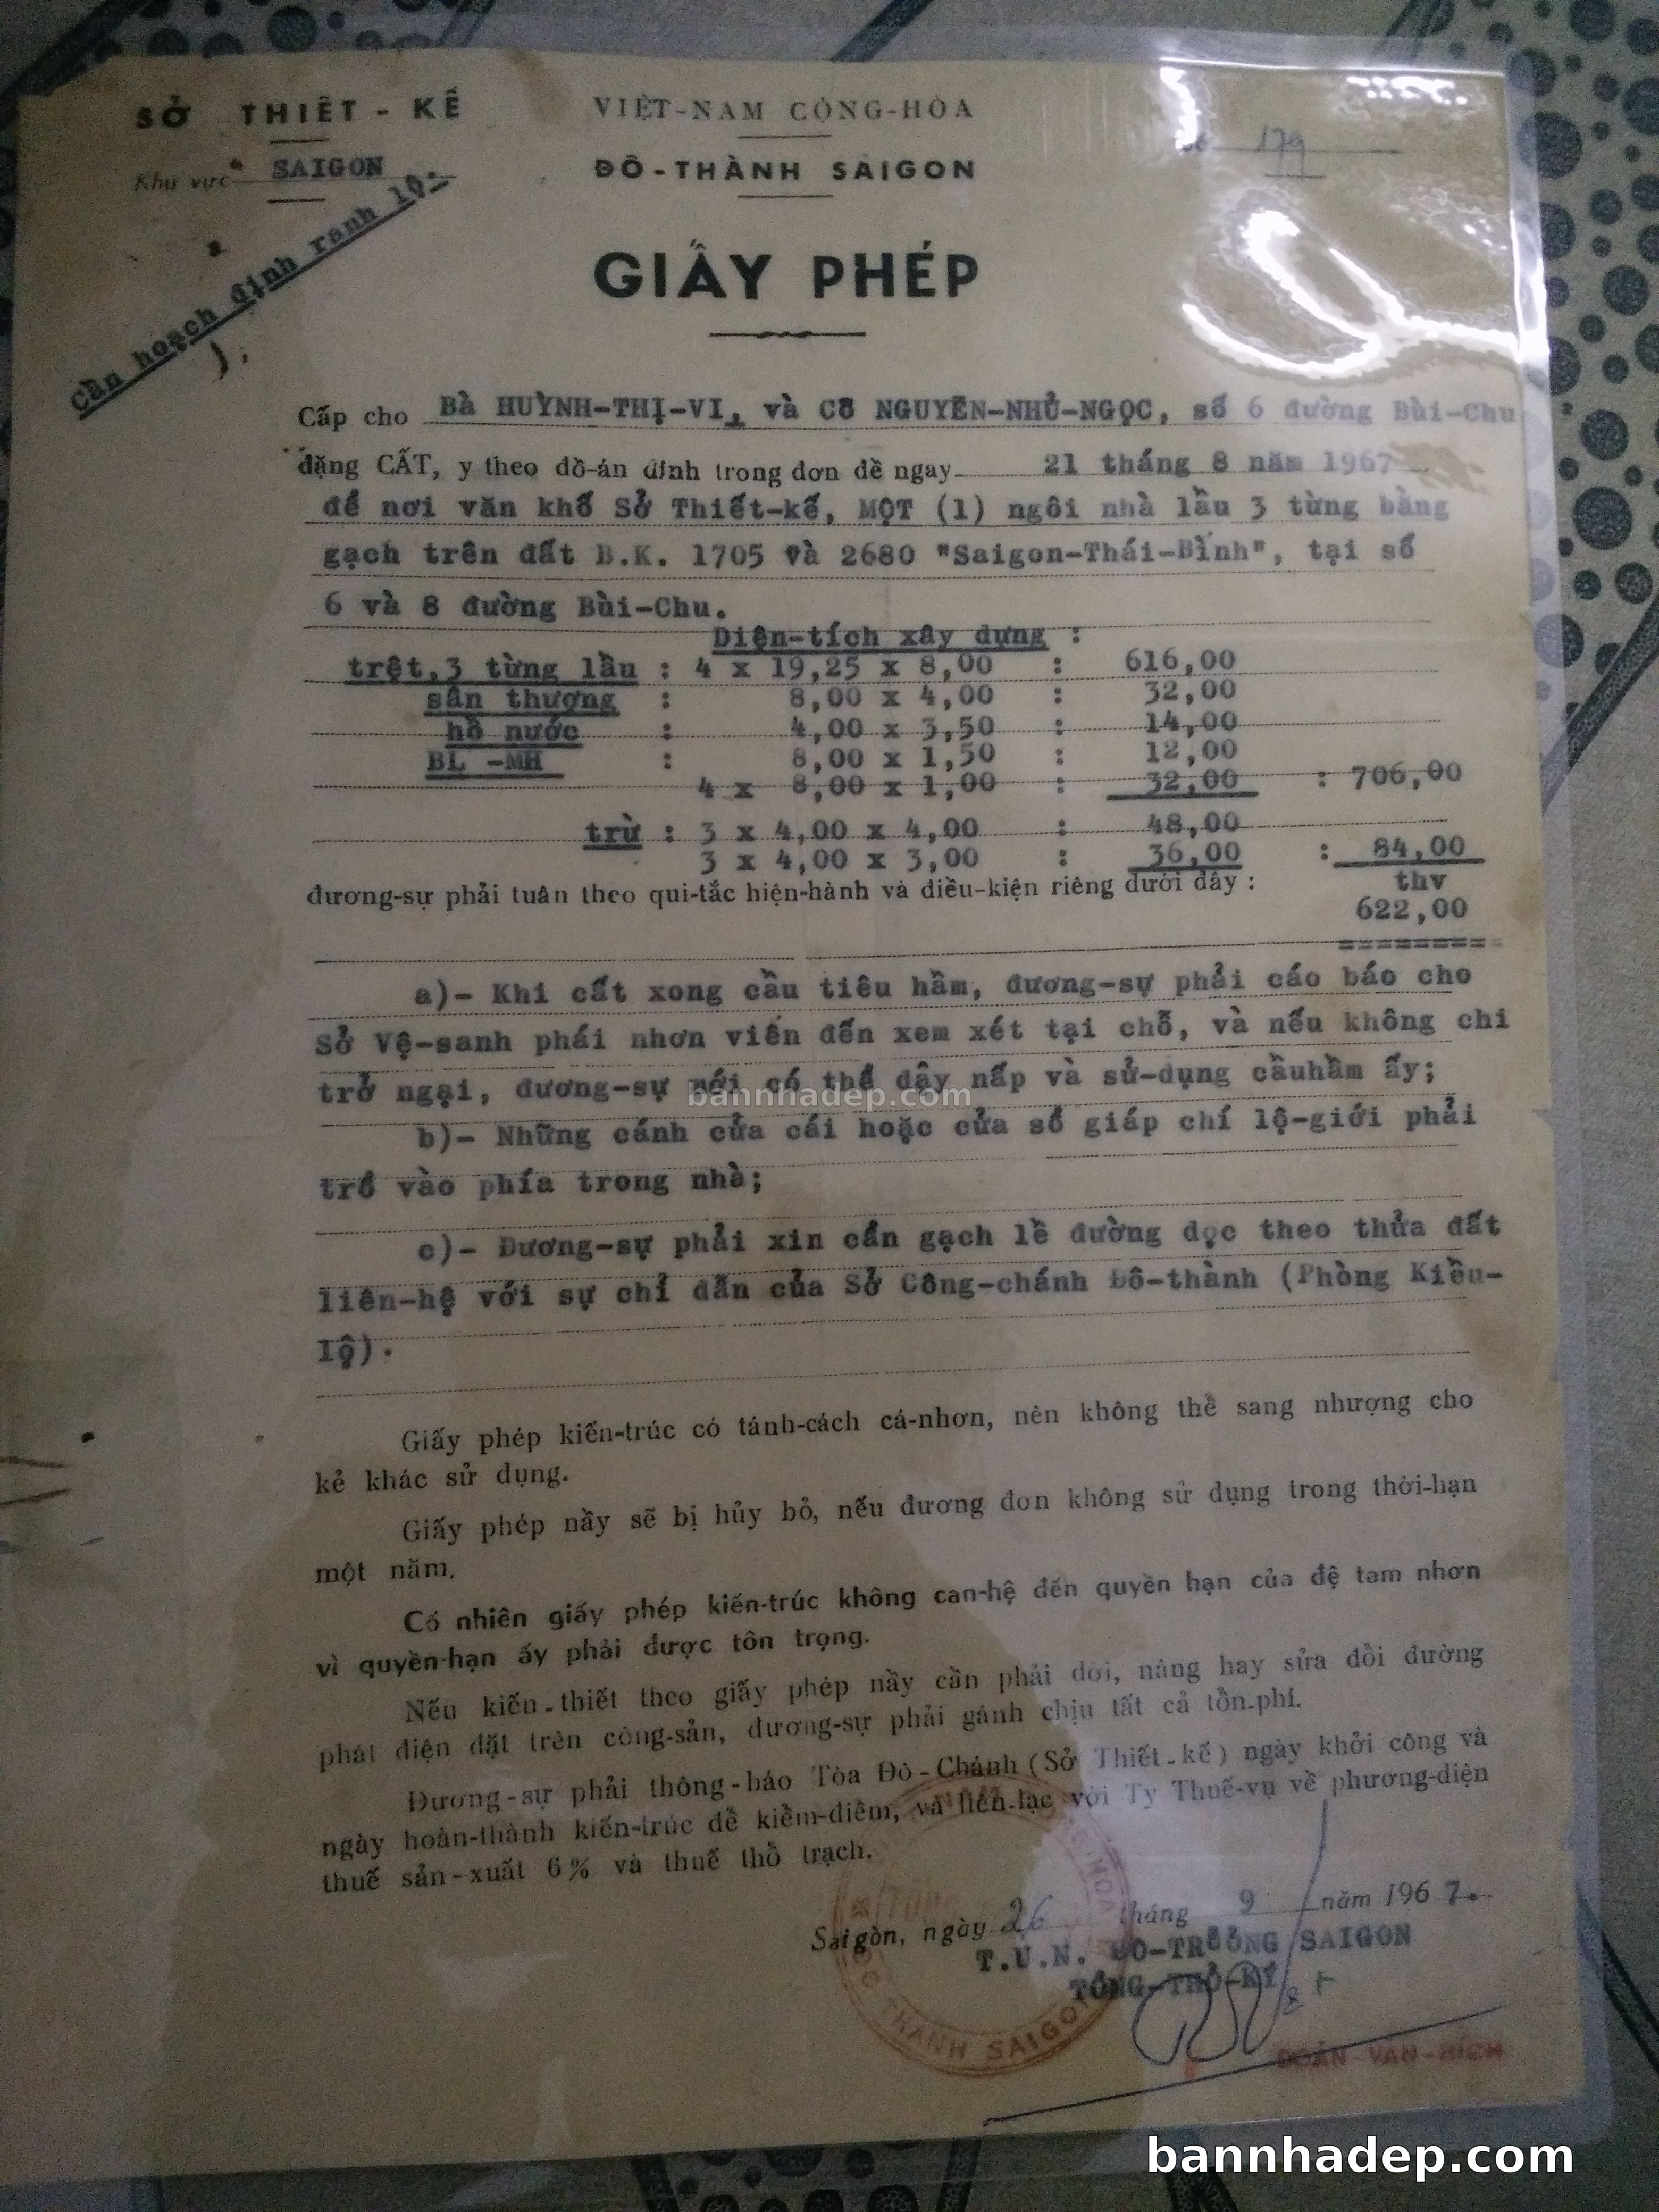 SỞ THIẾT - KẾ
Khu vực SAIGON
Cần hoạch định ranh lộ:-
VIỆT-NAM CỘNG-HÒA
ĐÔ-THÀNH SAIGON
179
GIẤY PHÉP
Cấp cho Bà HUỲNH-THỊ-VI, và Cô NGUYỄN-NHỦ-NGỌC, số 6 đường Bùi-Chu
đặng CẤT, y theo đồ-án đính trong đơn đề ngay 21 tháng 8 năm 1967
để nơi văn khố Sở Thiết-kế, MỘT (1) ngôi nhà lầu 3 từng bằng
gạch trên đất B.K. 1705 và 2680 "Saigon-Thái-Bình", tại số
6 và 8 đường Bùi-Chu.
Diện-tích xây dựng :
trệt,3 từng lầu : 4 x 19,25 x 8,00 : 616,00
sân thượng : 8,00 x 4,00 : 32,00
hồ nước : 4,00 x 3,50 : 14,00
BL -MH : 8,00 x 1,50 : 12,00
4 x 8,00 x 1,00 : 32,00 : 706,00
trừ : 3 x 4,00 x 4,00 : 48,00
3 x 4,00 x 3,00 : 36,00 : 84,00
đương-sự phải tuân theo qui-tắc hiện-hành và điều-kiện riêng dưới đây : thv
622,00
=========
a)- Khi cất xong cầu tiêu hầm, đương-sự phải cáo báo cho
Sở Vệ-sanh phái nhơn viên đến xem xét tại chỗ, và nếu không chi
trở ngại, đương-sự mới có thể đậy nắp và sử-dụng cầuhầm ấy;
b)- Những cánh cửa cái hoặc cửa sổ giáp chí lộ-giới phải
trổ vào phía trong nhà;
c)- Đương-sự phải xin cẩn gạch lề đường dọc theo thửa đất
liên-hệ với sự chỉ dẫn của Sở Công-chánh Đô-thành (Phòng Kiều-
lộ).
Giấy phép kiến-trúc có tánh-cách cá-nhơn, nên không thể sang nhượng cho
kẻ khác sử dụng.
Giấy phép nầy sẽ bị hủy bỏ, nếu đương đơn không sử dụng trong thời-hạn
một năm.
Cố nhiên giấy phép kiến-trúc không can-hệ đến quyền hạn của đệ tam nhơn
vì quyền-hạn ấy phải được tôn trọng.
Nếu kiến-thiết theo giấy phép nầy cần phải dời, nâng hay sửa đổi đường
phát điện đặt trên công-sản, đương-sự phải gánh chịu tất cả tổn-phí.
Đương-sự phải thông-báo Tòa Đô-Chánh (Sở Thiết-kế) ngày khởi công và
ngày hoàn-thành kiến-trúc để kiểm-điểm, và liên-lạc với Ty Thuế-vụ về phương-diện
thuế sản-xuất 6% và thuế thổ trạch.
Saigòn, ngày 26 tháng 9 năm 1967.
T.U.N. ĐÔ-TRƯỞNG SAIGON
TỔNG-THƠ-KÝ
THANH SAIGON
ĐOÀN VAN-BÍCH
bannhadep.com
bannhadep.com